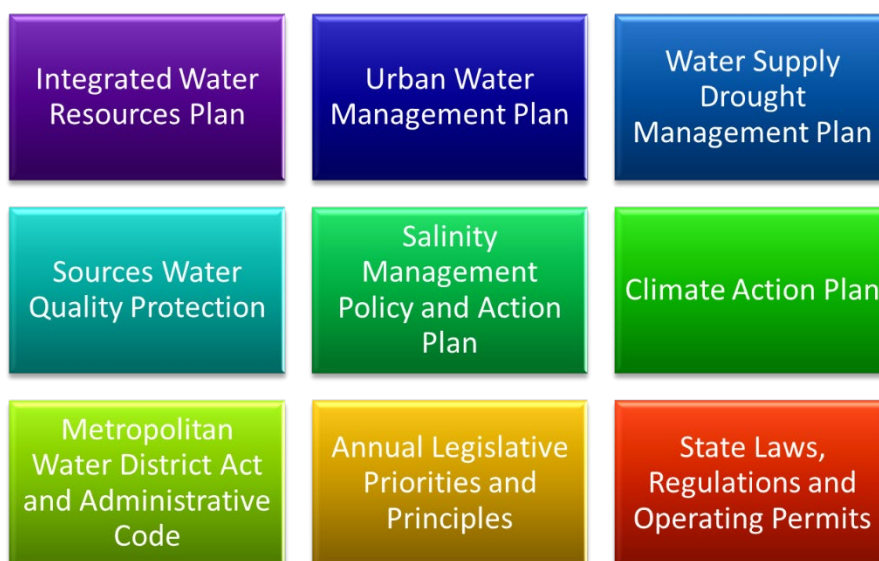 Integrated Water
Resources Plan
Urban Water
Management Plan
Water Supply
Drought
Management Plan
Sources Water
Quality Protection
Salinity
Management
Policy and Action
Plan
Climate Action Plan
Metropolitan
Water District Act
and Administrative
Code
Annual Legislative
Priorities and
Principles
State Laws,
Regulations and
Operating Permits